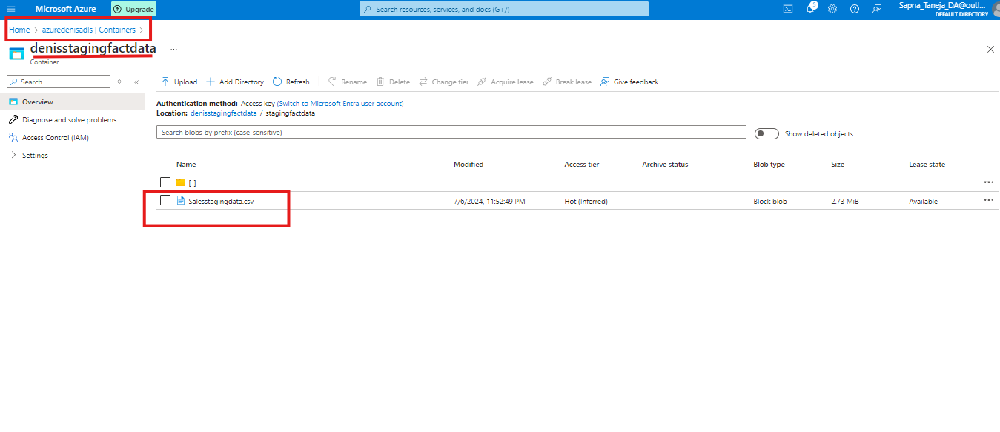 Microsoft Azure Upgrade Search resources, services, and docs (G+/) 5 Sapna_Taneja_DA@outl...
DEFAULT DIRECTORY
Home > azuredenisadls | Containers >
denisstagingfactdata ...
Container
Search
Upload Add Directory Refresh Rename Delete Change tier Acquire lease Break lease Give feedback
Overview
Diagnose and solve problems
Access Control (IAM)
Settings
Authentication method: Access key (Switch to Microsoft Entra user account)
Location: denisstagingfactdata / stagingfactdata
Search blobs by prefix (case-sensitive)
Show deleted objects
Name Modified Access tier Archive status Blob type Size Lease state
[..]
Salesstagingdata.csv 7/6/2024, 11:52:49 PM Hot (Inferred) Block blob 2.73 MiB Available